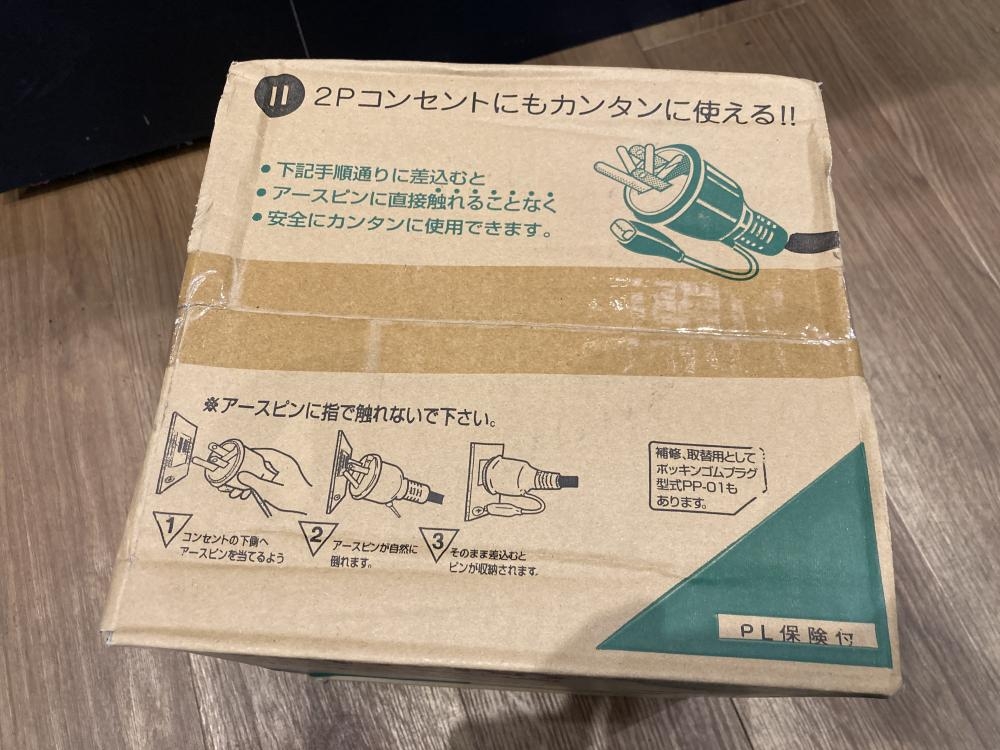 2Pコンセントにもカンタンに使える!!
● 下記手順通りに差込むと
● アースピンに直接触れることなく
● 安全にカンタンに使用できます。
※アースピンに指で触れないで下さい。
補修、取替用として
ポッキンゴムプラグ
型式PP-01も
あります。
1
コンセントの下側へ
アースピンを当てるよう
2
アースピンが自然に
倒れます。
3
そのまま差込むと
ピンが収納されます。
PL保険付